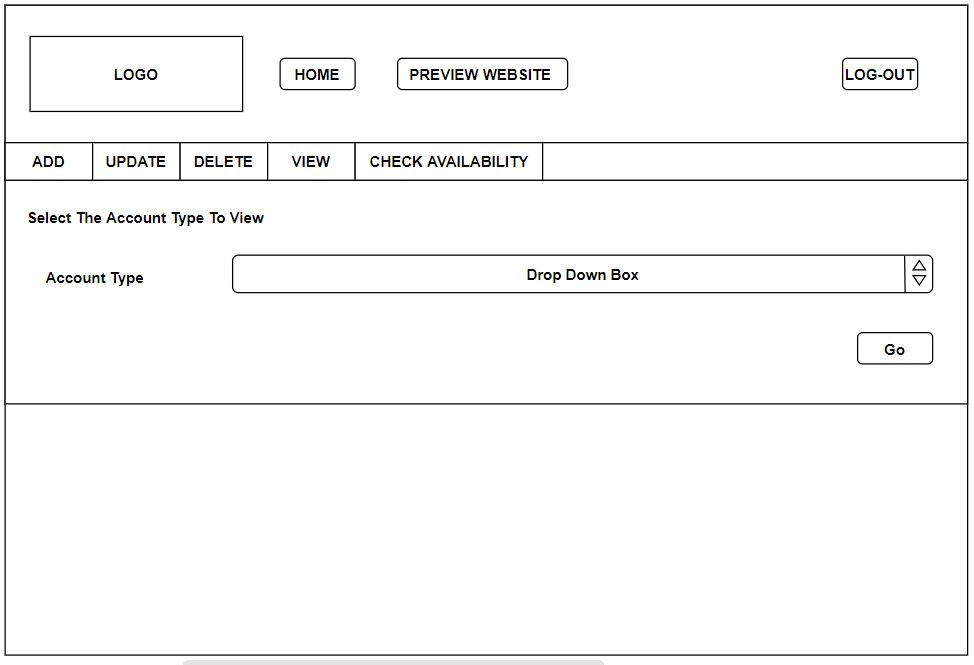 LOGO
HOME
PREVIEW WEBSITE
LOG-OUT
ADD
UPDATE
DELETE
VIEW
CHECK AVAILABILITY
Select The Account Type To View
Account Type
Drop Down Box
Go